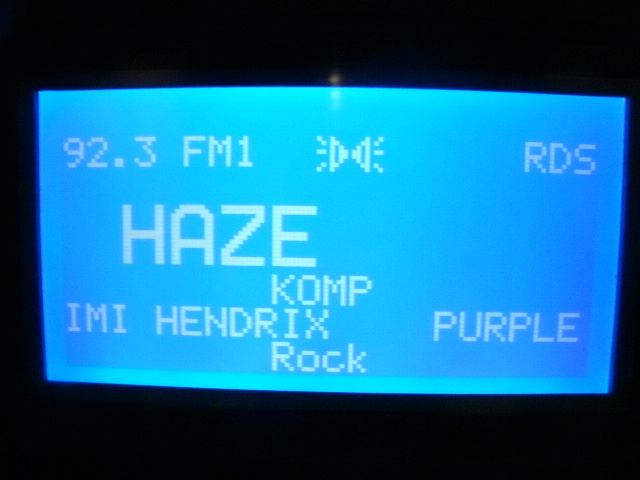 92.3 FM1 RDS
HAZE
KOMP
IMI HENDRIX PURPLE
Rock